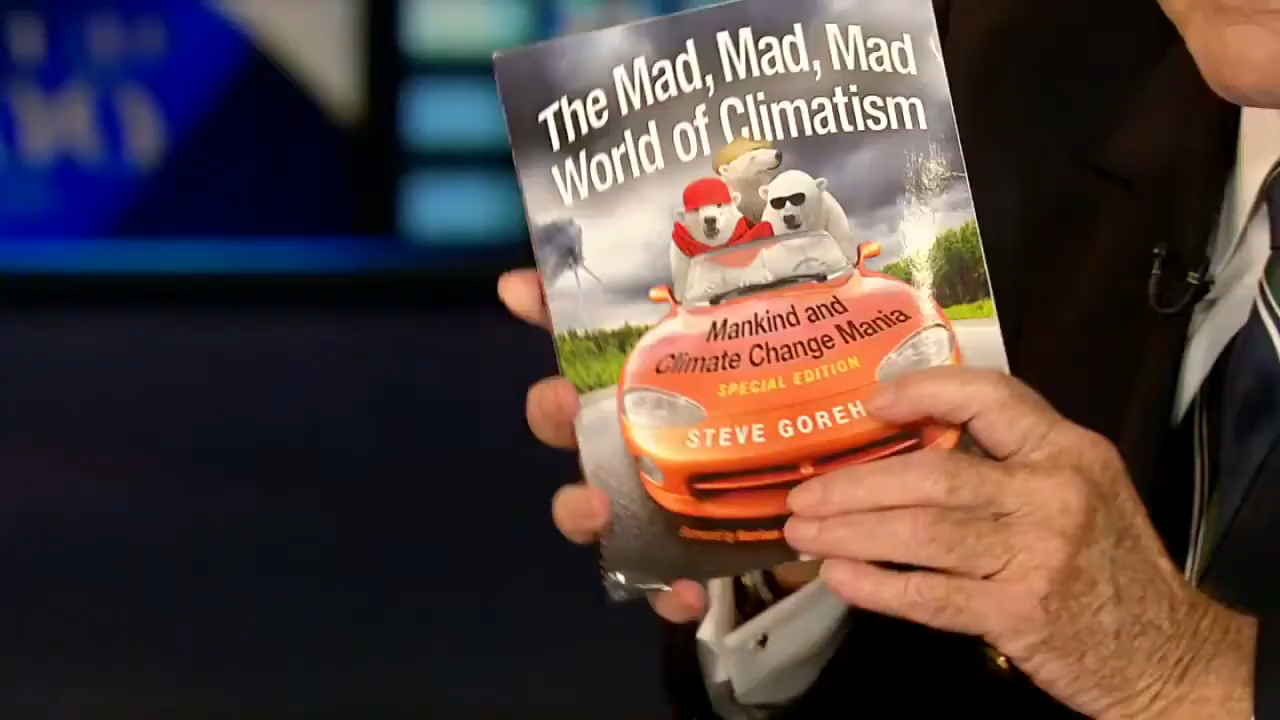 The Mad, Mad, Mad
World of Climatism
Mankind and
Climate Change Mania
SPECIAL EDITION
STEVE GOREH